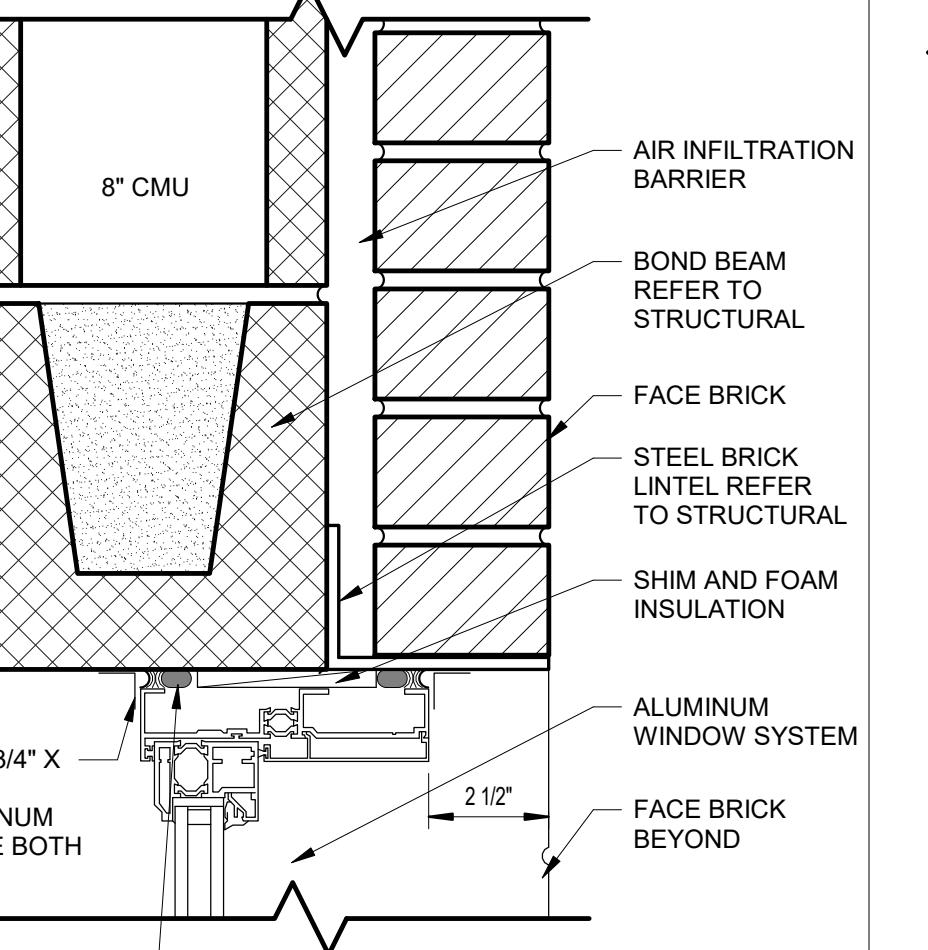 8" CMU
AIR INFILTRATION
BARRIER
BOND BEAM
REFER TO
STRUCTURAL
FACE BRICK
STEEL BRICK
LINTEL REFER
TO STRUCTURAL
SHIM AND FOAM
INSULATION
ALUMINUM
WINDOW SYSTEM
3/4" X
NUM
E BOTH
2 1/2"
FACE BRICK
BEYOND